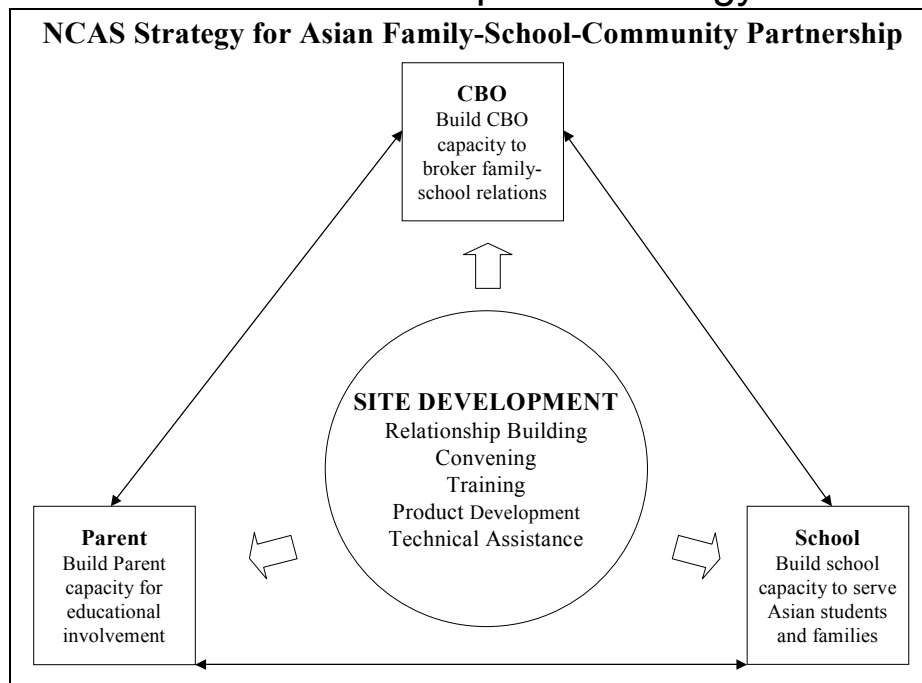 NCAS Strategy for Asian Family-School-Community Partnership
CBO
Build CBO
capacity to
broker family-
school relations
SITE DEVELOPMENT
Relationship Building
Convening
Training
Product Development
Technical Assistance
Parent
Build Parent
capacity for
educational
involvement
School
Build school
capacity to serve
Asian students
and families